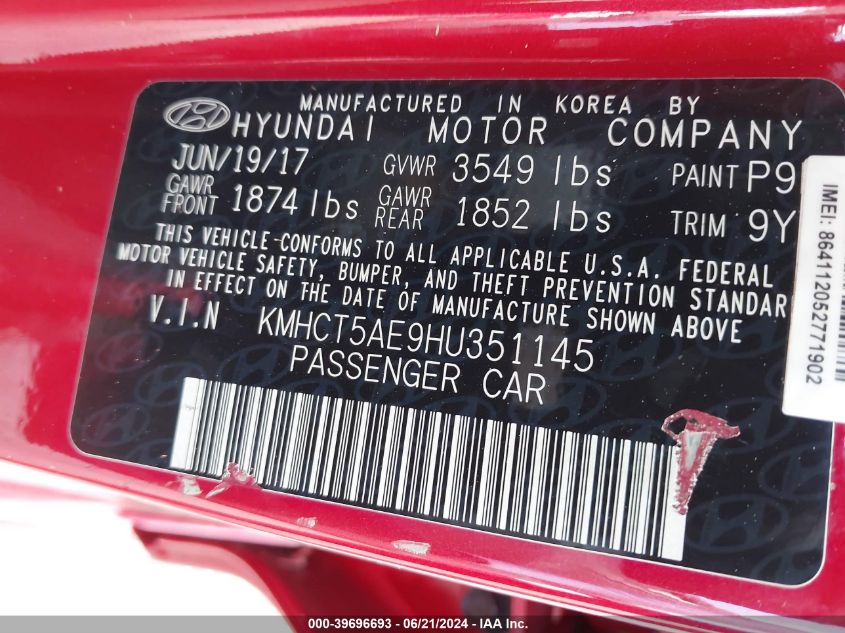 MANUFACTURED IN KOREA BY
HYUNDAI MOTOR COMPANY
JUN/19/17 GVWR 3549 lbs PAINT P9
GAWR FRONT 1874 lbs GAWR REAR 1852 lbs TRIM 9Y
THIS VEHICLE CONFORMS TO ALL APPLICABLE U.S.A. FEDERAL
MOTOR VEHICLE SAFETY, BUMPER, AND THEFT PREVENTION STANDAR
IN EFFECT ON THE DATE OF MANUFACTURE SHOWN ABOVE.
V.I.N KMHCT5AE9HU351145
PASSENGER CAR
IMEI: 864112052771902
000-39696693 / 06/21/2024 - IAA Inc.